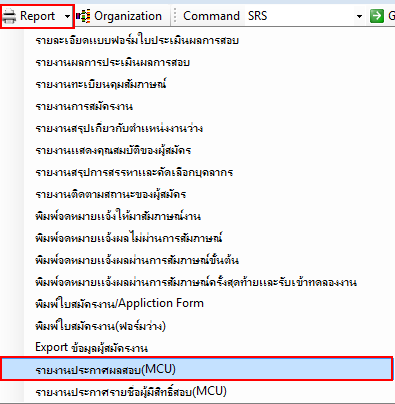 Report Organization Command SRS G
รายละเอียดแบบฟอร์มใบประเมินผลการสอบ
รายงานผลการประเมินผลการสอบ
รายงานทะเบียนคุมสัมภาษณ์
รายงานการสมัครงาน
รายงานสรุปเกี่ยวกับตำแหน่งงานว่าง
รายงานแสดงคุณสมบัติของผู้สมัคร
รายงานสรุปการสรรหาและคัดเลือกบุคลากร
รายงานติดตามสถานะของผู้สมัคร
พิมพ์จดหมายแจ้งให้มาสัมภาษณ์งาน
พิมพ์จดหมายแจ้งผลไม่ผ่านการสัมภาษณ์
พิมพ์จดหมายแจ้งผลผ่านการสัมภาษณ์ขั้นต้น
พิมพ์จดหมายแจ้งผลผ่านการสัมภาษณ์ครั้งสุดท้ายและรับเข้าทดลองงาน
พิมพ์ใบสมัครงาน/Appliction Form
พิมพ์ใบสมัครงาน(ฟอร์มว่าง)
Export ข้อมูลผู้สมัครงาน
รายงานประกาศผลสอบ(MCU)
รายงานประกาศรายชื่อผู้มีสิทธิ์สอบ(MCU)